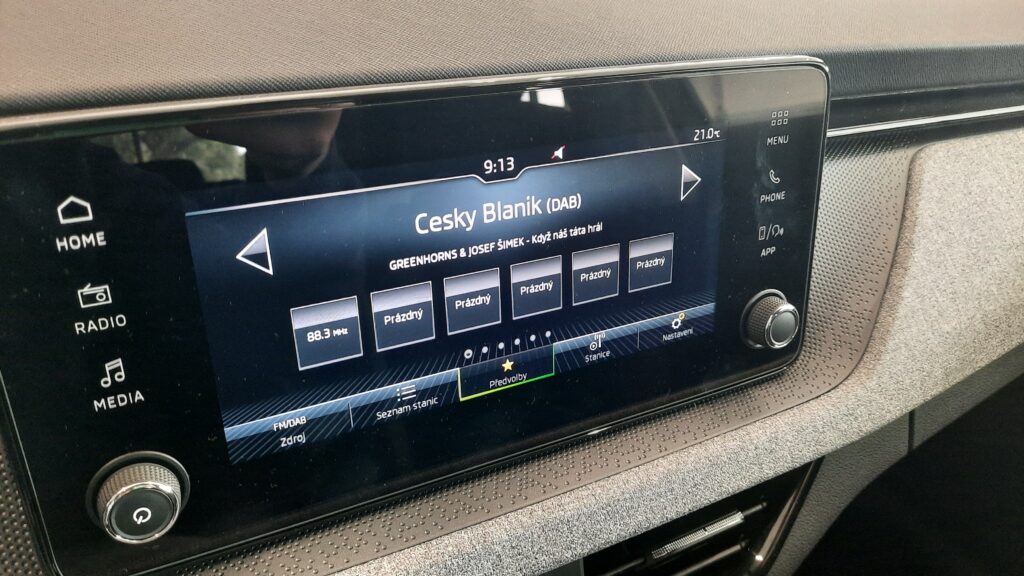 9:13
21.0°C
Cesky Blanik (DAB)
GREENHORNS & JOSEF ŠIMEK - Když náš táta hrál
88.3 MHz
Prázdný
Prázdný
Prázdný
Prázdný
Prázdný
FM/DAB
Zdroj
Seznam stanic
Předvolby
Stanice
Nastavení
HOME
RADIO
MEDIA
MENU
PHONE
APP